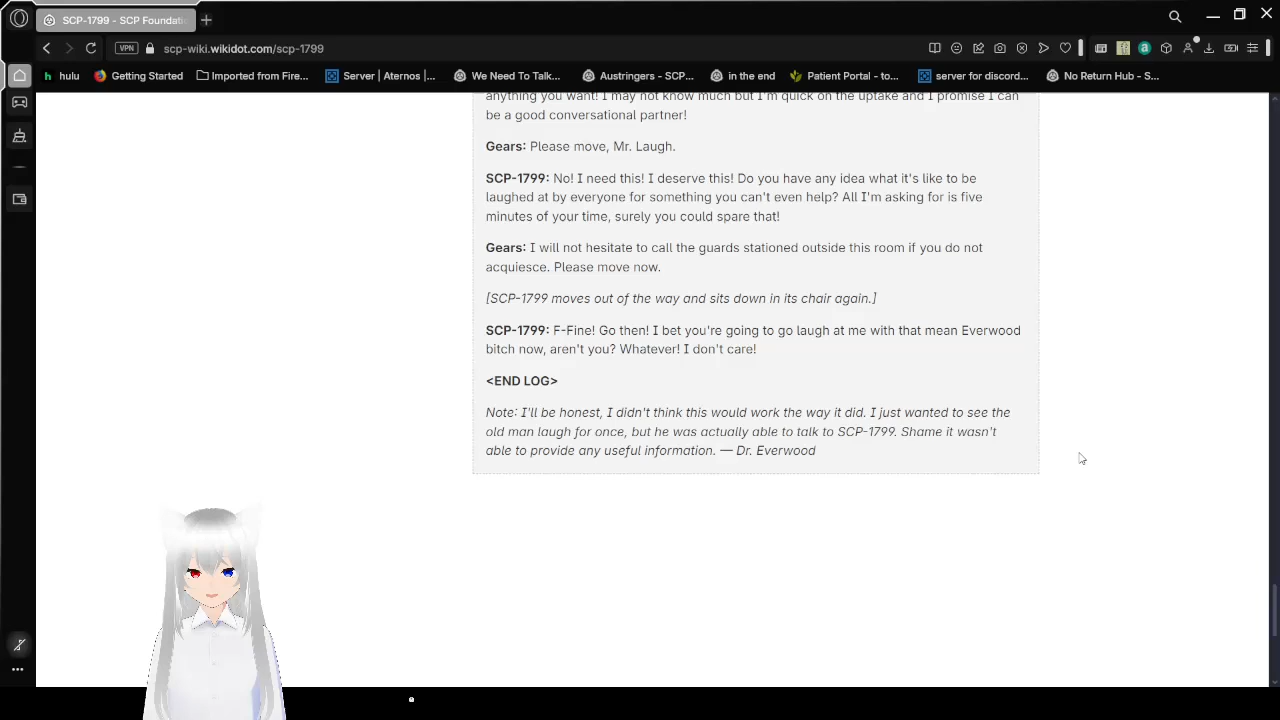 SCP-1799 - SCP Foundati
VPN
scp-wiki.wikidot.com/scp-1799
hulu
Getting Started
Imported from Fire...
Server | Aternos |...
We Need To Talk...
Austringers - SCP...
in the end
Patient Portal - to...
server for discord...
No Return Hub - S...
anything you want! I may not know much but I'm quick on the uptake and I promise I can
be a good conversational partner!
Gears: Please move, Mr. Laugh.
SCP-1799: No! I need this! I deserve this! Do you have any idea what it's like to be
laughed at by everyone for something you can't even help? All I'm asking for is five
minutes of your time, surely you could spare that!
Gears: I will not hesitate to call the guards stationed outside this room if you do not
acquiesce. Please move now.
[SCP-1799 moves out of the way and sits down in its chair again.]
SCP-1799: F-Fine! Go then! I bet you're going to go laugh at me with that mean Everwood
bitch now, aren't you? Whatever! I don't care!
<END LOG>
Note: I'll be honest, I didn't think this would work the way it did. I just wanted to see the
old man laugh for once, but he was actually able to talk to SCP-1799. Shame it wasn't
able to provide any useful information. — Dr. Everwood